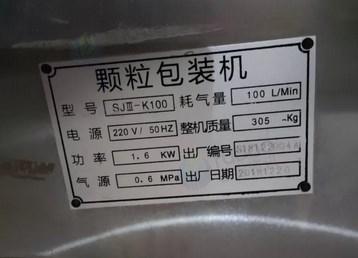 颗粒包装机
型号 SJⅢ-K100 耗气量 100 L/Min
电源 220V/50HZ 整机质量 305 Kg
功率 1.6 KW 出厂编号
气源 0.6 MPa 出厂日期 20181220